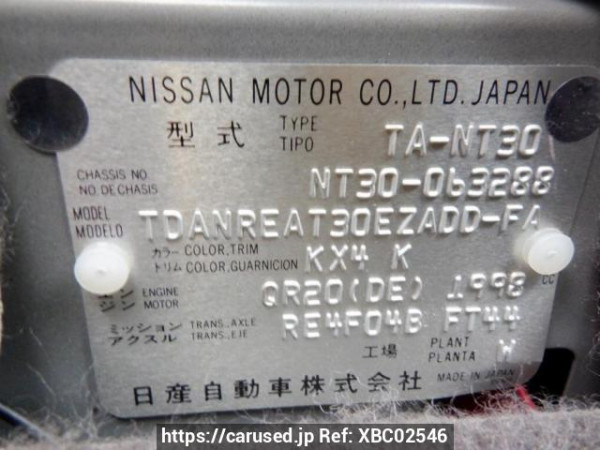 NISSAN MOTOR CO.,LTD. JAPAN
型式 TYPE TIPO TA-NT30
CHASSIS NO. NO. DE CHASIS NT30-063288
MODEL MODELO TDANREAT30EZADD-FA
カラー トリム COLOR,TRIM COLOR,GUARNICION KX4 K
ジン ENGINE MOTOR QR20(DE) 1998 CC
ミッション アクスル TRANS.,AXLE TRANS.,EJE RE4F04B FT44
工場 PLANT PLANTA W
日産自動車株式会社 MADE IN JAPAN
https://carused.jp Ref: XBC02546